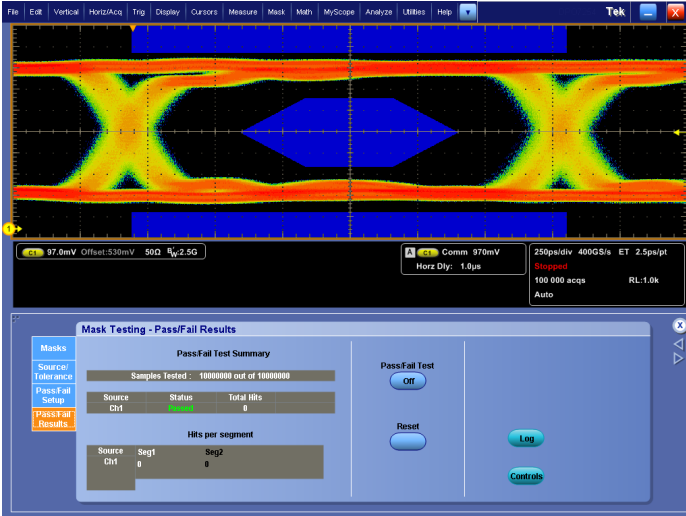 File Edit Vertical Horiz/Acq Trig Display Cursors Measure Mask Math MyScope Analyze Utilities Help Tek X
1
C1 97.0mV Offset:530mV 50Ω BW:2.5G
A C1 Comm 970mV
Horz Dly: 1.0µs
250ps/div 400GS/s ET 2.5ps/pt
Stopped
100 000 acqs RL:1.0k
Auto
Mask Testing - Pass/Fail Results
X
Masks
Source/
Tolerance
Pass/Fail
Setup
Pass/Fail
Results
Pass/Fail Test Summary
Samples Tested : 10000000 out of 10000000
Source Status Total Hits
Ch1 Passed 0
Hits per segment
Source Seg1 Seg2
Ch1 0 0
Pass/Fail Test
Off
Reset
Log
Controls